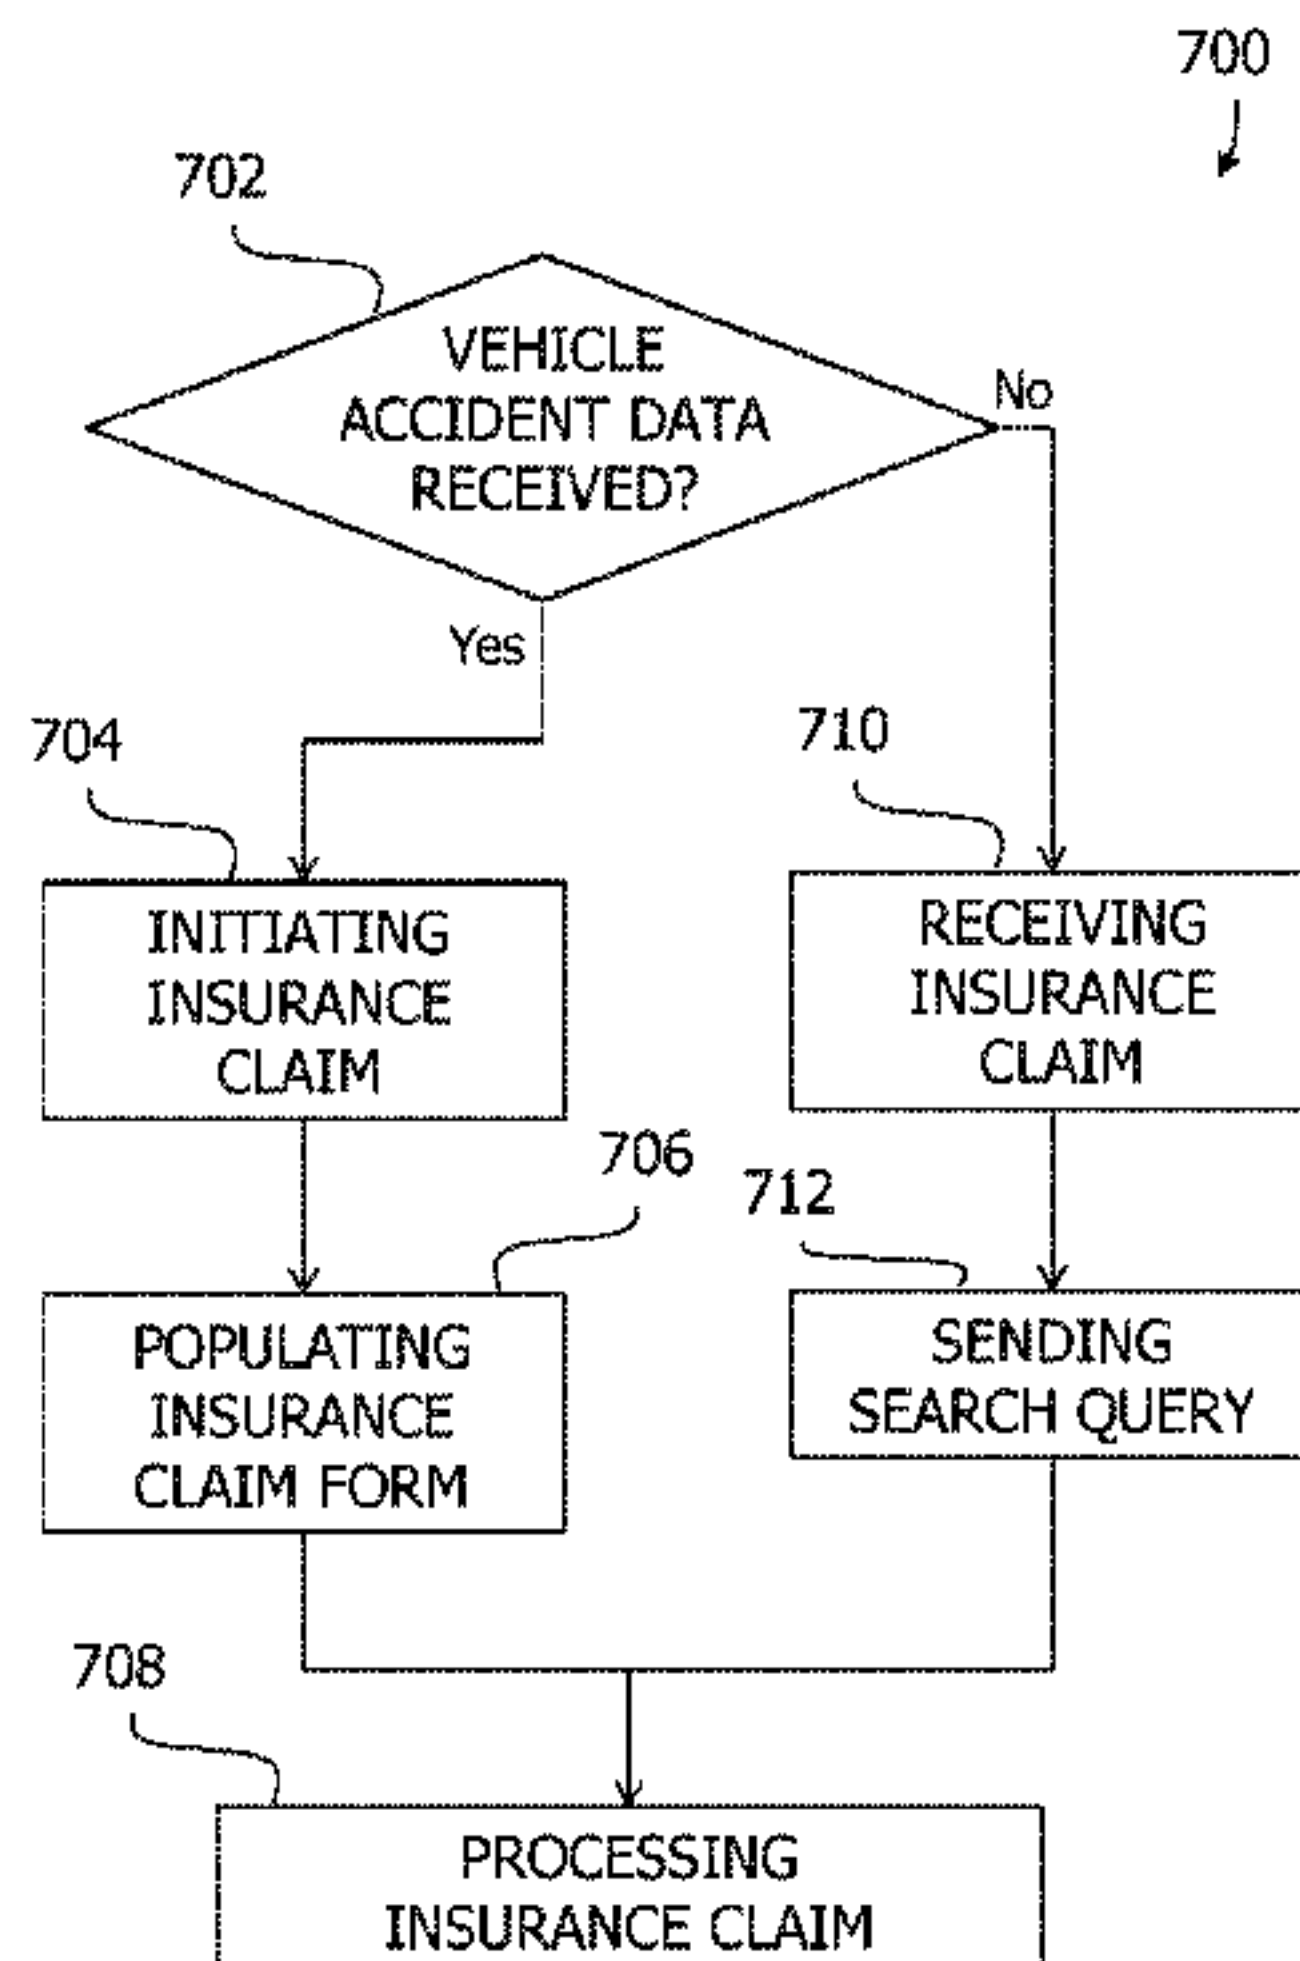 700
702
VEHICLE
ACCIDENT DATA
RECEIVED?
No
Yes
704
INITIATING
INSURANCE
CLAIM
710
RECEIVING
INSURANCE
CLAIM
706
POPULATING
INSURANCE
CLAIM FORM
712
SENDING
SEARCH QUERY
708
PROCESSING
INSURANCE CLAIM